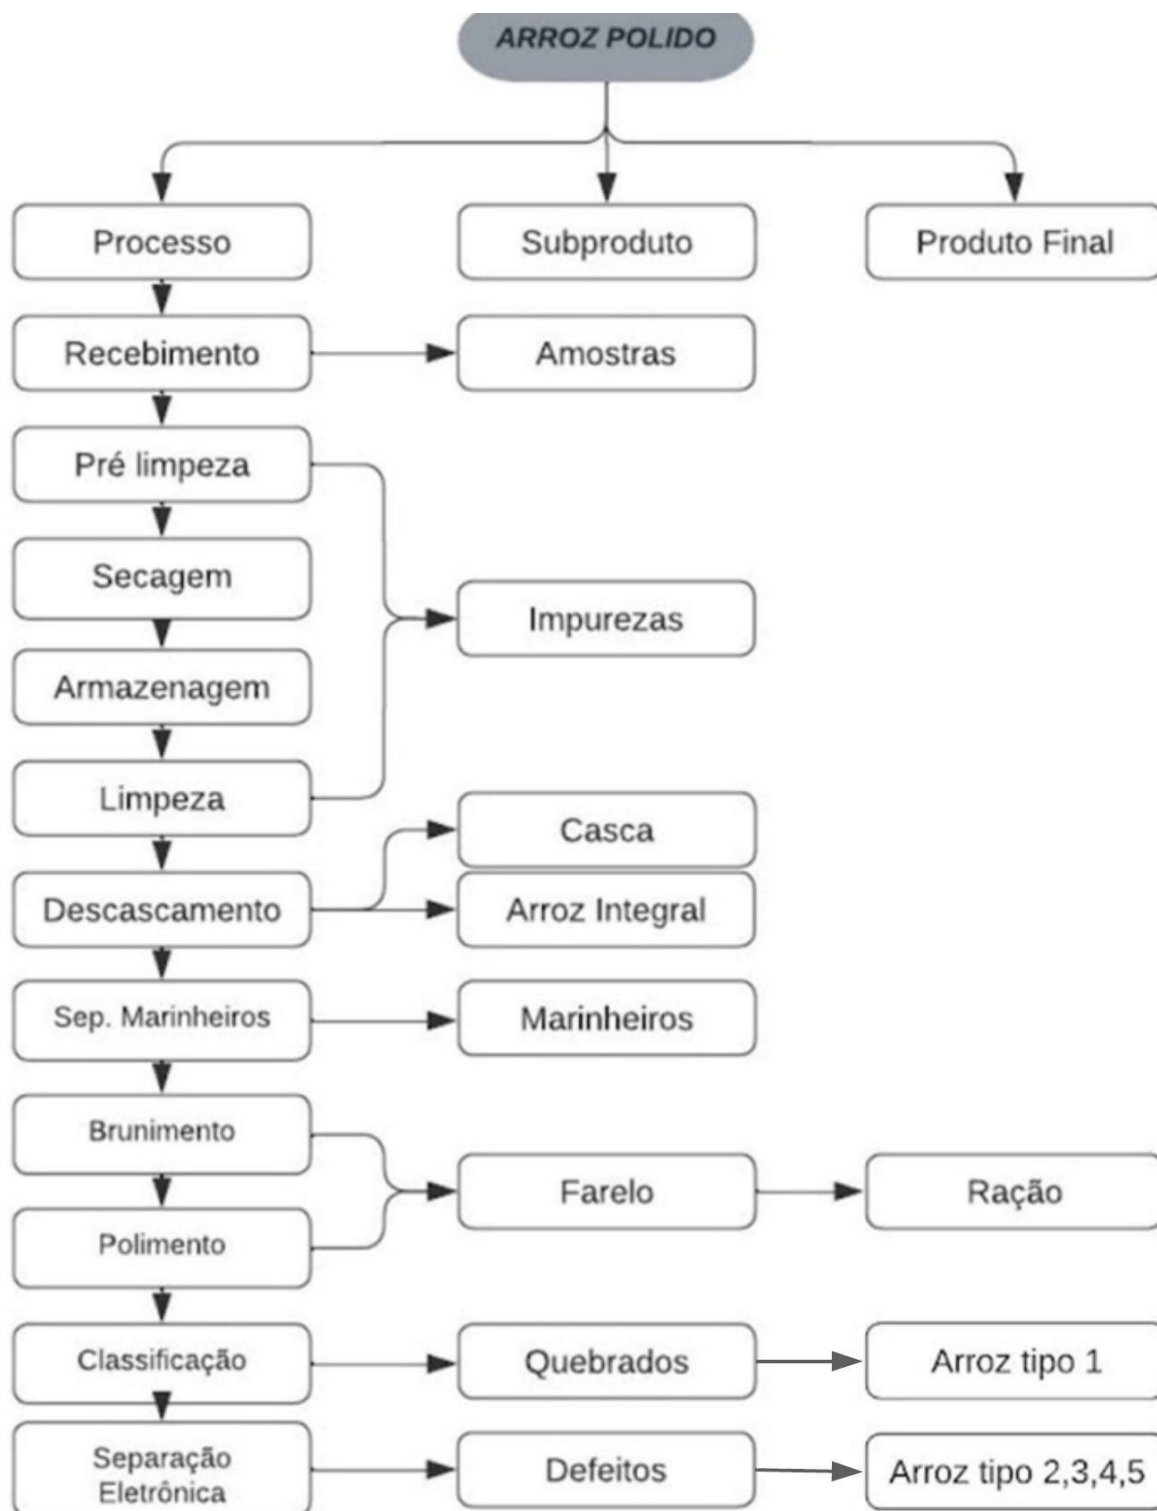 ARROZ POLIDO
Processo
Subproduto
Produto Final
Recebimento
Amostras
Pré limpeza
Secagem
Impurezas
Armazenagem
Limpeza
Casca
Descascamento
Arroz Integral
Sep. Marinheiros
Marinheiros
Brunimento
Farelo
Ração
Polimento
Classificação
Quebrados
Arroz tipo 1
Separação
Eletrônica
Defeitos
Arroz tipo 2,3,4,5